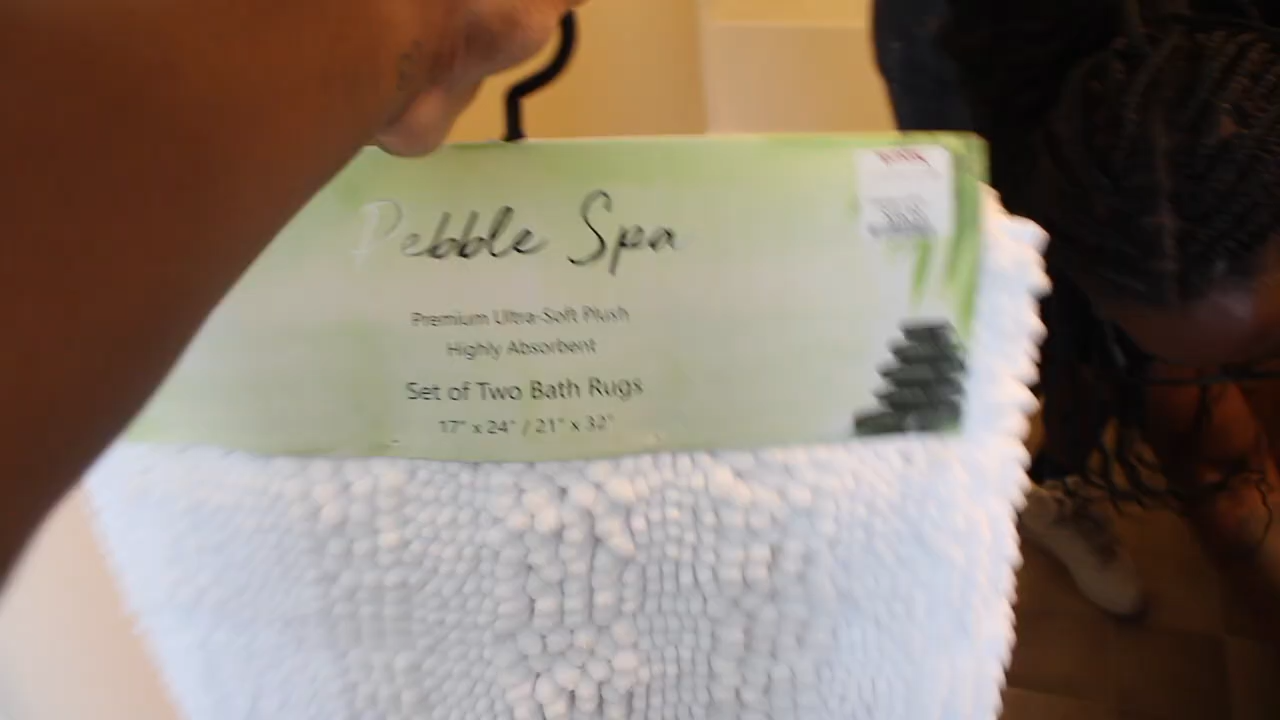 Pebble Spa
Premium Ultra-Soft Plush
Highly Absorbent
Set of Two Bath Rugs
17" x 24" / 21" x 32"